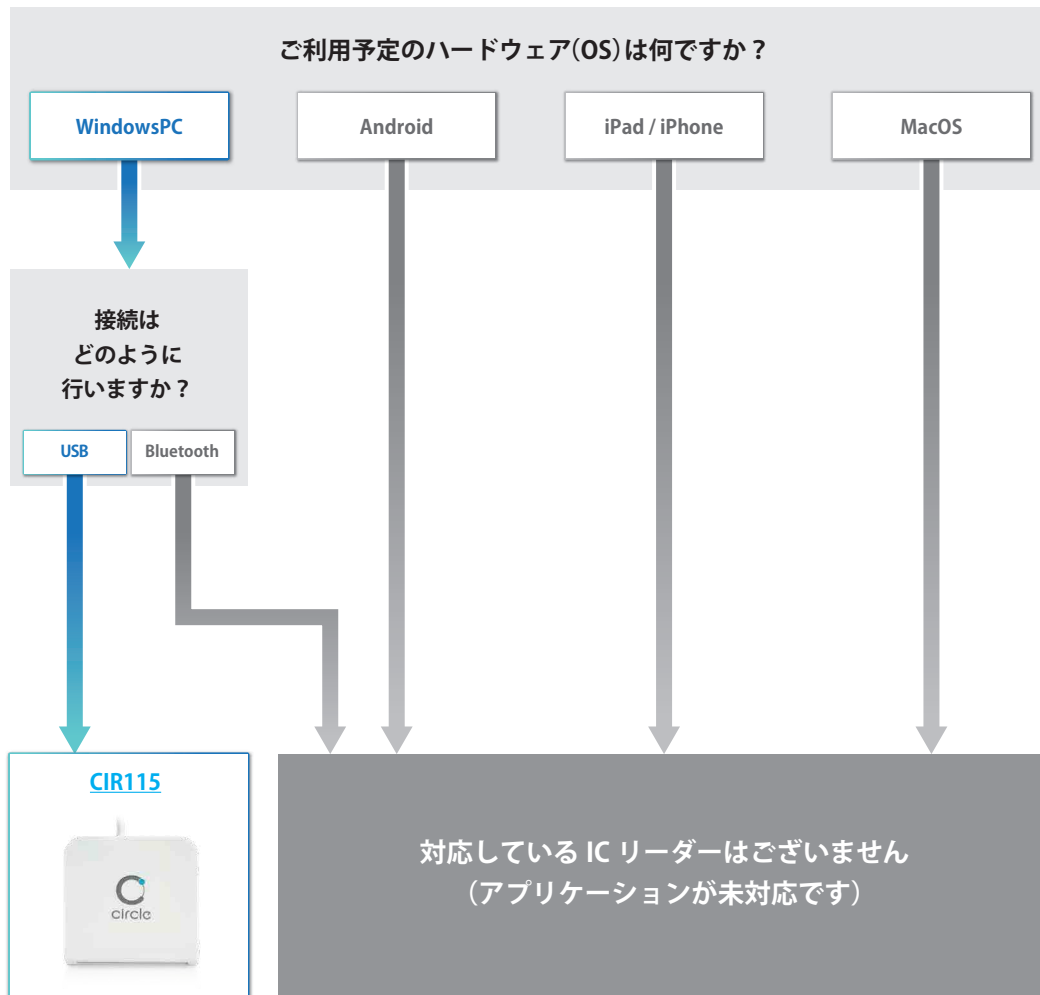 ご利用予定のハードウェア(OS)は何ですか？
WindowsPC
Android
iPad / iPhone
MacOS
接続は
どのように
行いますか？
USB
Bluetooth
CIR115
circle
対応している IC リーダーはございません
（アプリケーションが未対応です）